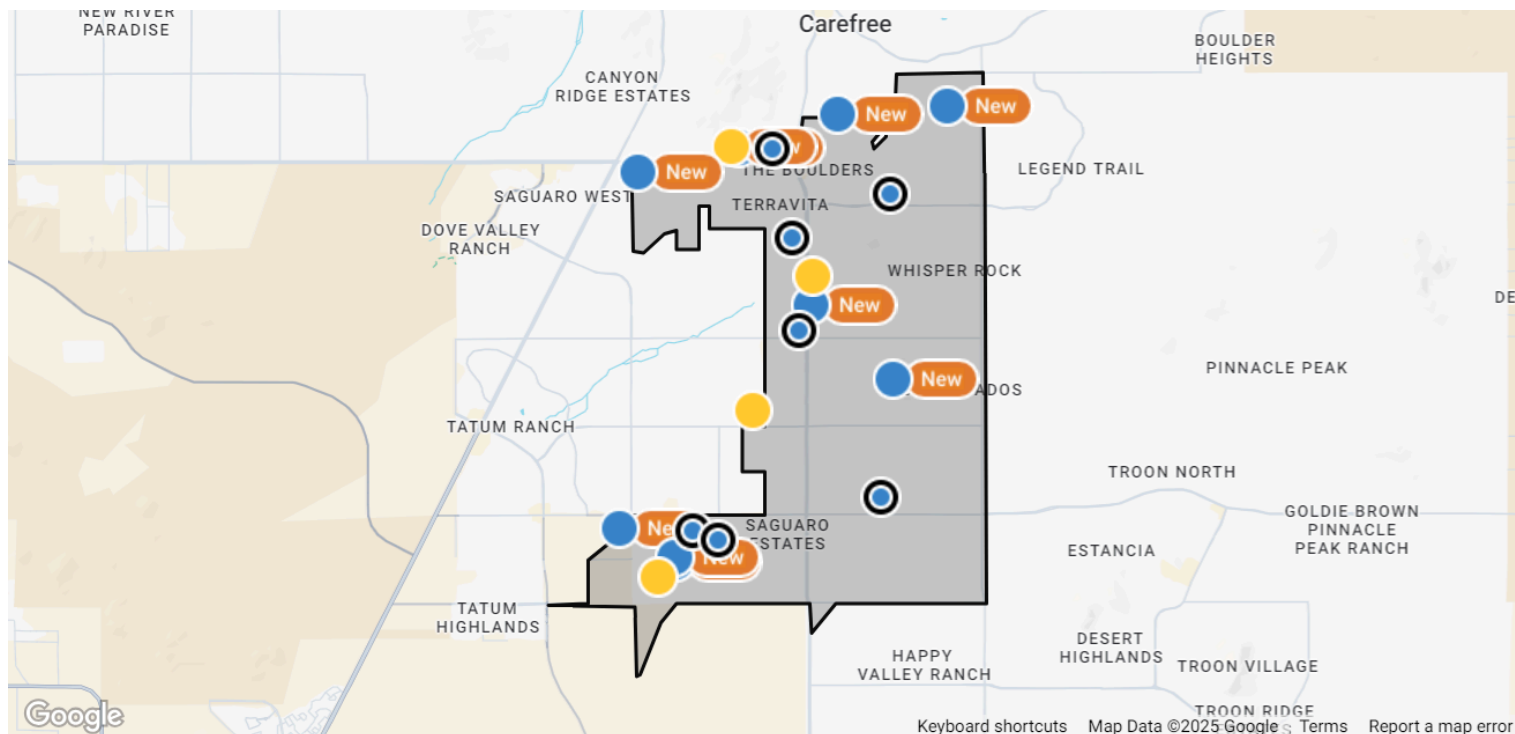 NEW RIVER
PARADISE
Carefree
BOULDER
HEIGHTS
CANYON
RIDGE ESTATES
New
New
New
THE BOULDERS
LEGEND TRAIL
SAGUARO WEST
TERRAVITA
DOVE VALLEY
RANCH
WHISPER ROCK
New
PINNACLE PEAK
New
ADOS
TATUM RANCH
TROON NORTH
GOLDIE BROWN
PINNACLE
PEAK RANCH
SAGUARO
ESTATES
ESTANCIA
New
TATUM
HIGHLANDS
DESERT
HIGHLANDS
HAPPY
VALLEY RANCH
TROON VILLAGE
TROON RIDGE
Google
Keyboard shortcuts
Map Data ©2025 Google
Terms
Report a map error